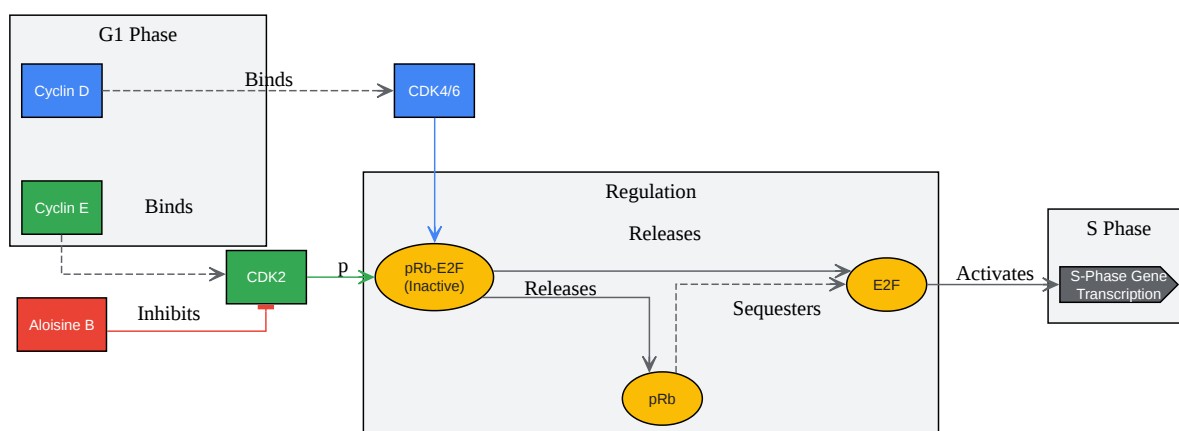 G1 Phase
Cyclin D
Binds
CDK4/6
Cyclin E
Binds
Regulation
Releases
S Phase
CDK2
p
pRb-E2F
(Inactive)
Releases
E2F
Activates
S-Phase Gene
Transcription
Aloisine B
Inhibits
Sequesters
pRb